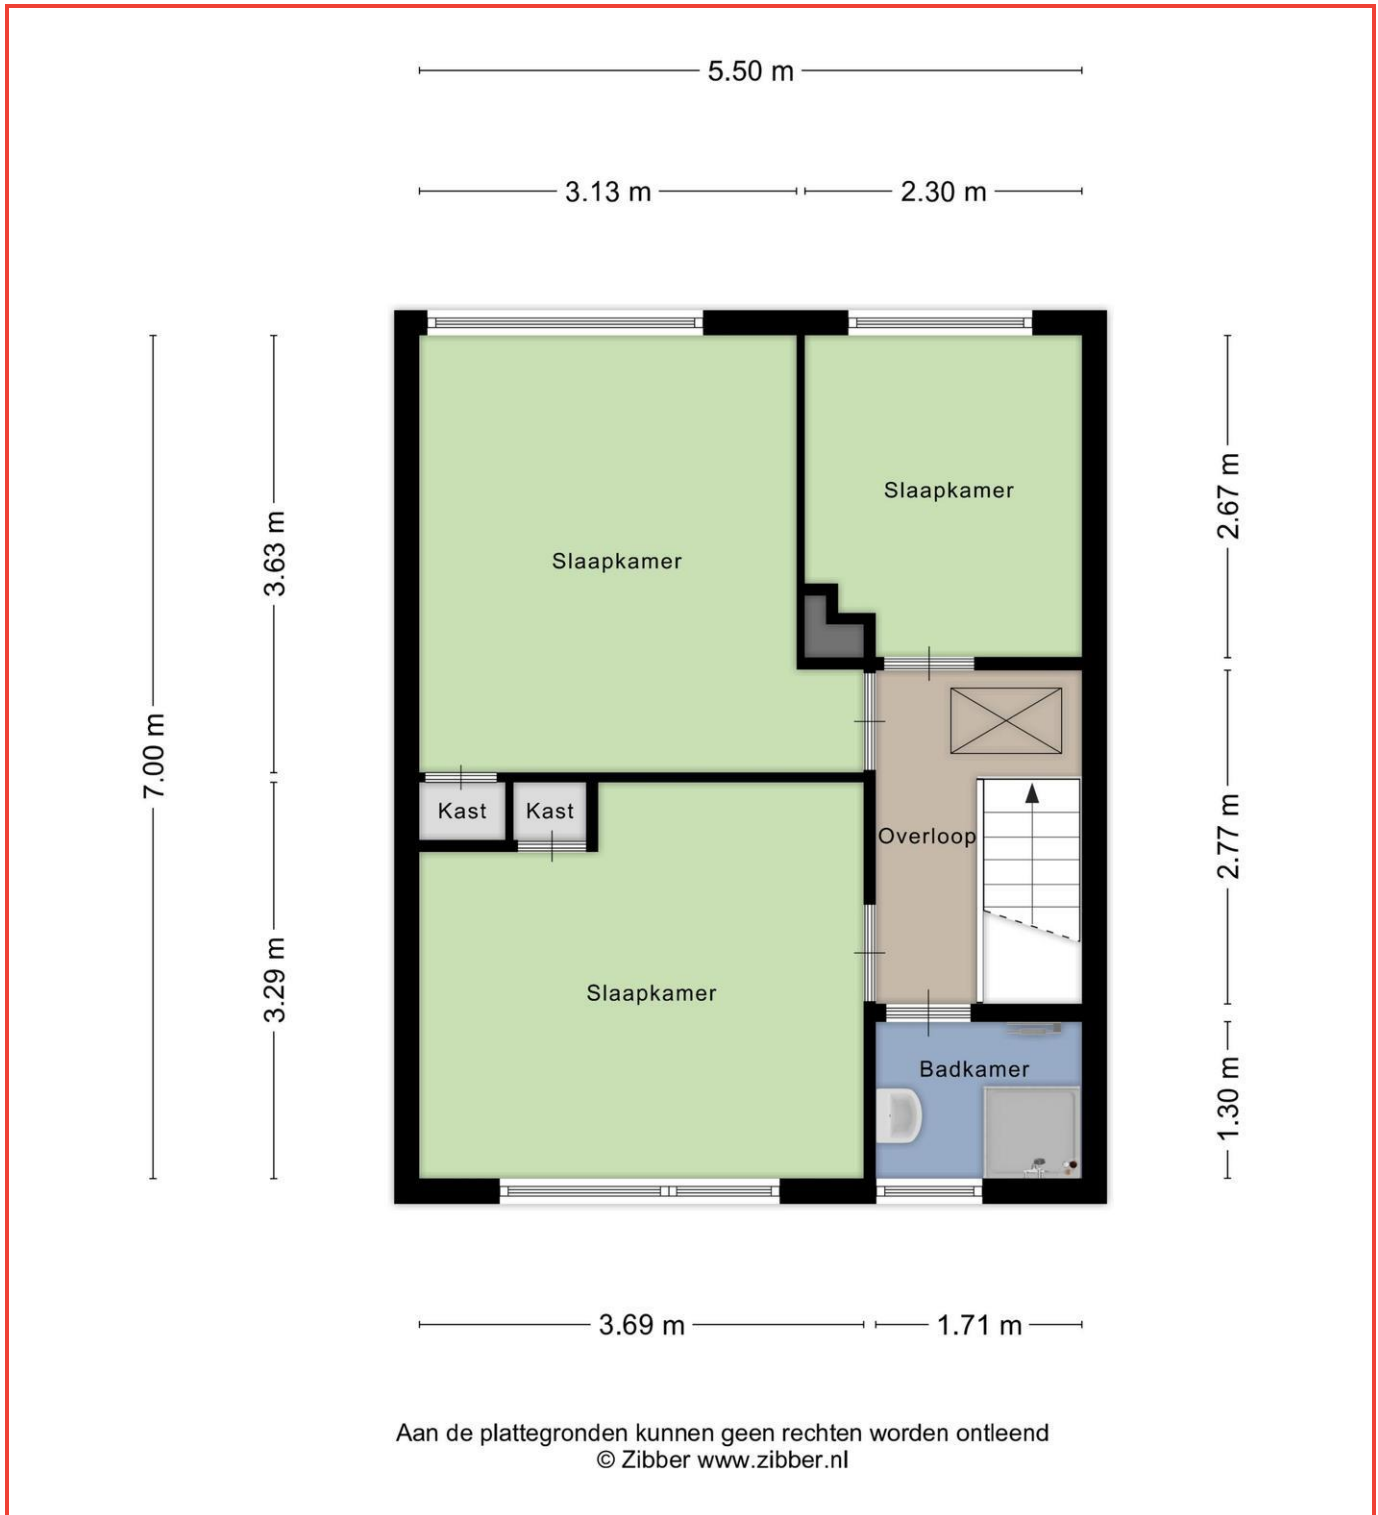 5.50 m
3.13 m
2.30 m
Slaapkamer
2.67 m
3.63 m
Slaapkamer
7.00 m
Kast
Kast
Overloop
2.77 m
3.29 m
Slaapkamer
Badkamer
1.30 m
3.69 m
1.71 m
Aan de plattegronden kunnen geen rechten worden ontleend
© Zibber www.zibber.nl